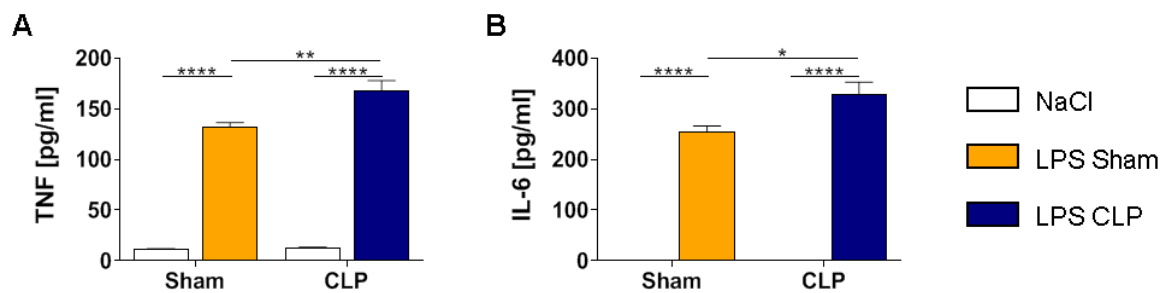 A
TNF [pg/ml]
200
150
100
50
0
**
****
****
Sham
CLP
B
IL-6 [pg/ml]
400
300
200
100
0
*
****
****
Sham
CLP
NaCl
LPS Sham
LPS CLP